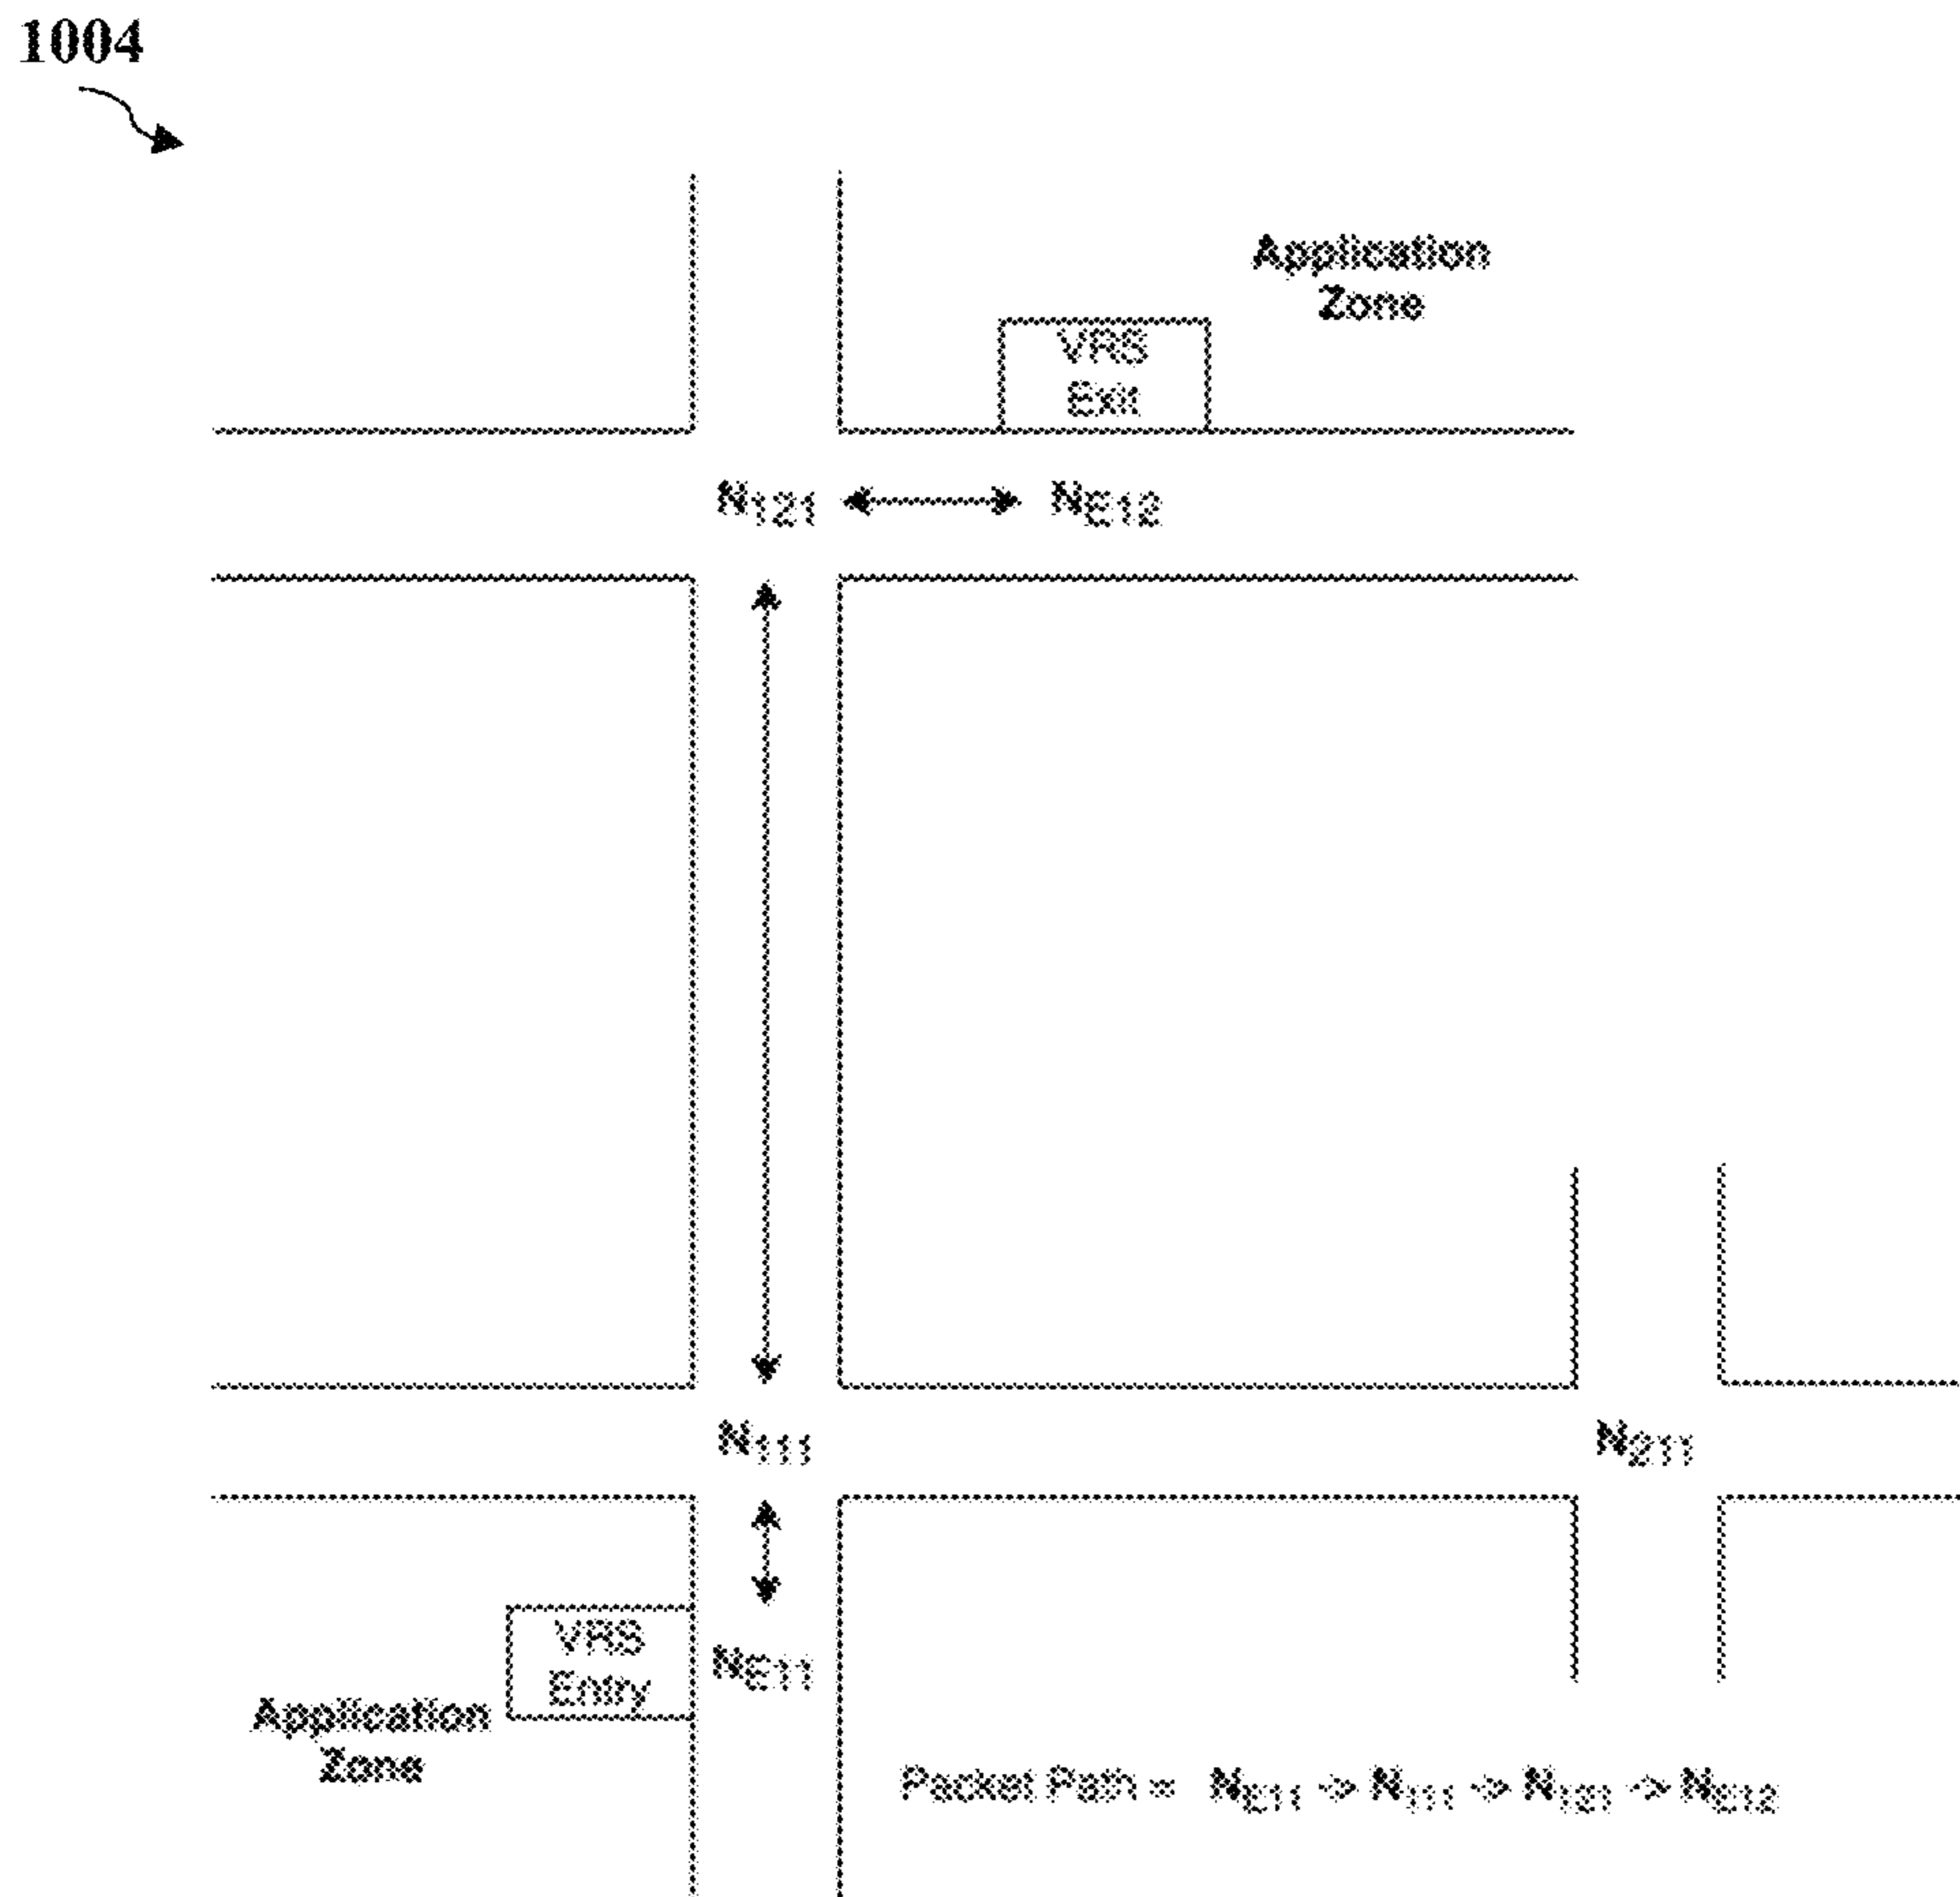 1004
Application
Zone
VRS
Exit
N121
NE12
N111
N211
VRS
Entry
NE11
Application
Zone
Packet Path = NE11 -> N111 -> N121 -> NE12